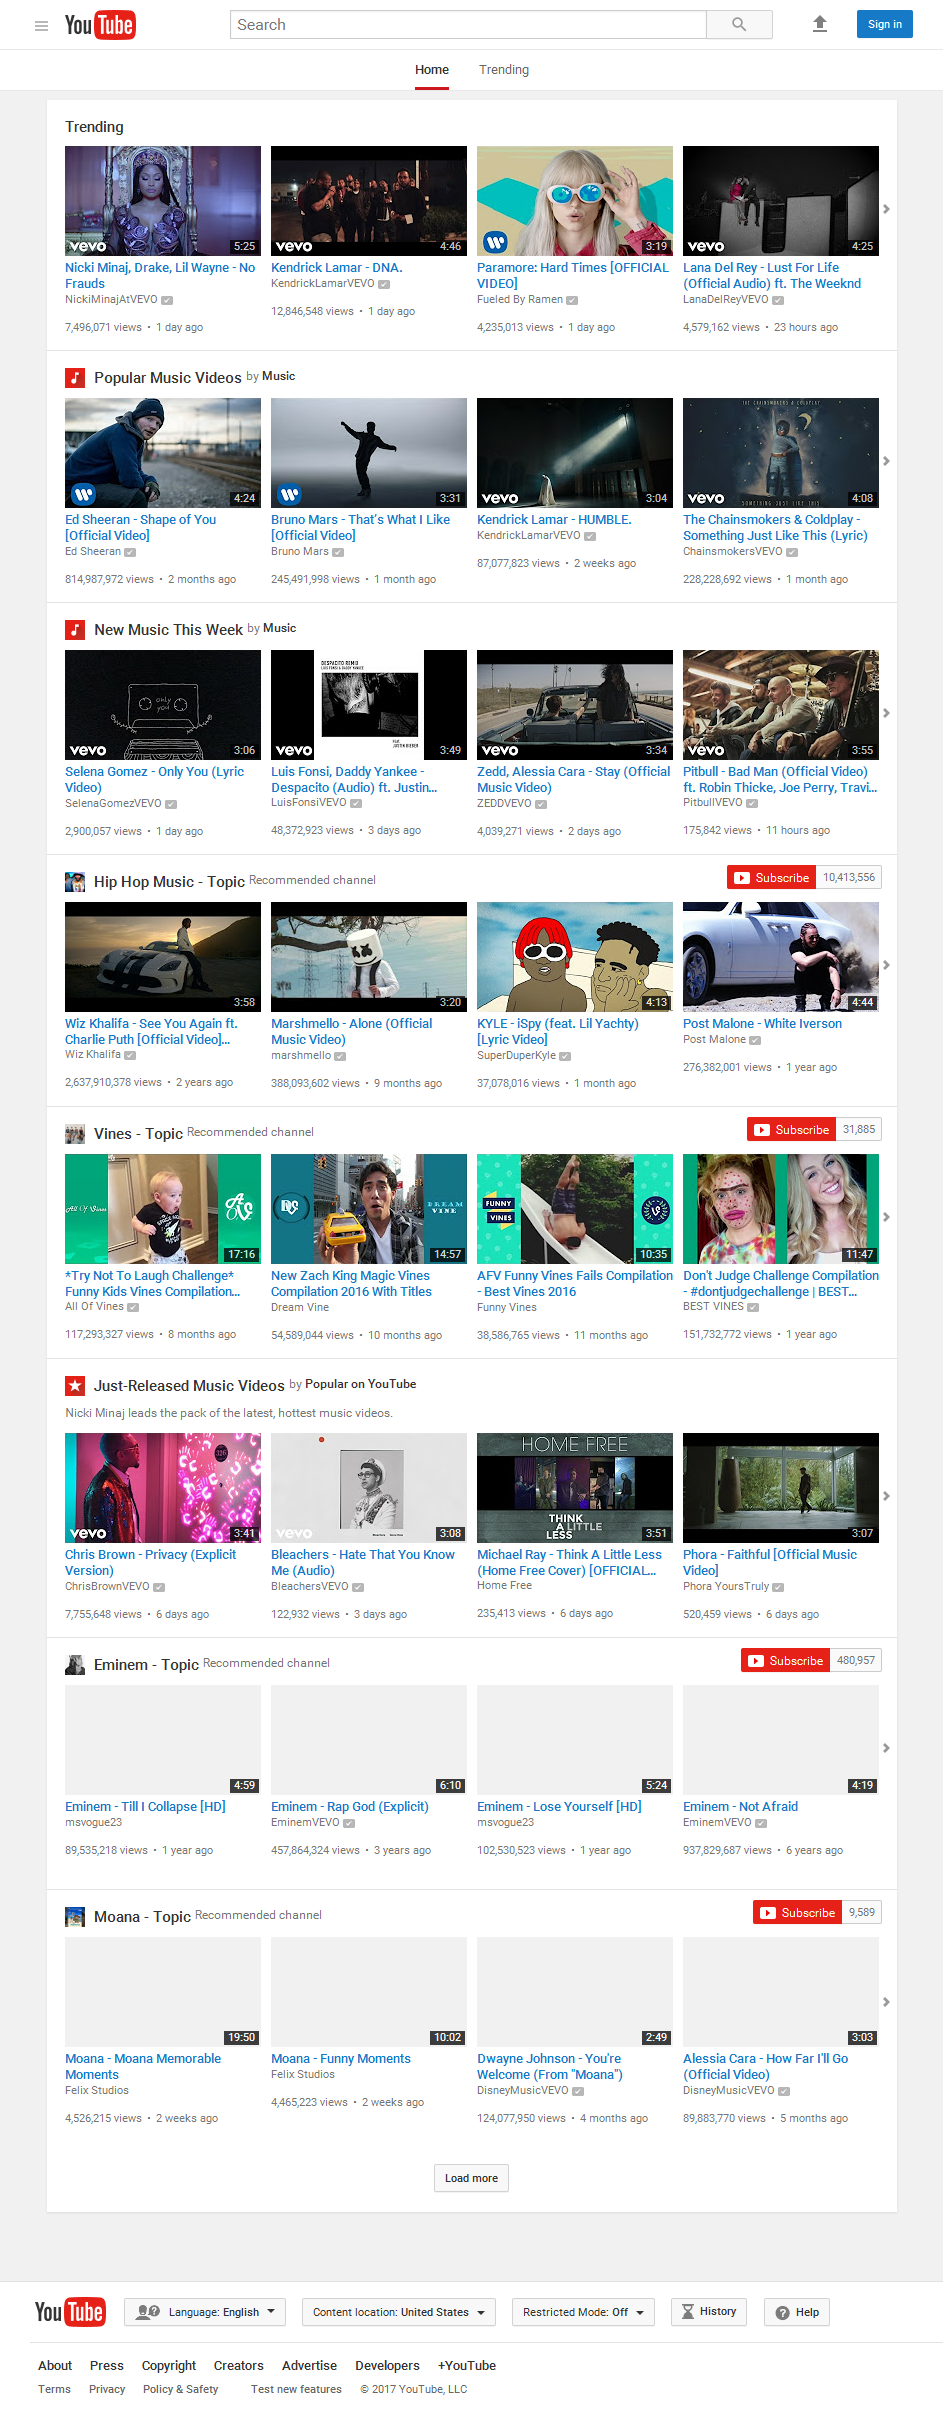 YouTube
Search
Sign in
Home Trending
Trending
vevo 5:25
vevo 4:46
3:19
vevo 4:25
Nicki Minaj, Drake, Lil Wayne - No
Frauds
NickiMinajAtVEVO
7,496,071 views • 1 day ago
Kendrick Lamar - DNA.
KendrickLamarVEVO
12,846,548 views • 1 day ago
Paramore: Hard Times [OFFICIAL
VIDEO]
Fueled By Ramen
4,235,013 views • 1 day ago
Lana Del Rey - Lust For Life
(Official Audio) ft. The Weeknd
LanaDelReyVEVO
4,579,162 views • 23 hours ago
Popular Music Videos by Music
4:24
3:31
vevo 3:04
THE CHAINSMOKERS & COLDPLAY
SOMETHING JUST LIKE THIS
vevo 4:08
Ed Sheeran - Shape of You
[Official Video]
Ed Sheeran
814,987,972 views • 2 months ago
Bruno Mars - That's What I Like
[Official Video]
Bruno Mars
245,491,998 views • 1 month ago
Kendrick Lamar - HUMBLE.
KendrickLamarVEVO
87,077,823 views • 2 weeks ago
The Chainsmokers & Coldplay -
Something Just Like This (Lyric)
ChainsmokersVEVO
228,228,692 views • 1 month ago
New Music This Week by Music
only
you
vevo 3:06
DESPACITO REMIX
LUIS FONSI & DADDY YANKEE
FEAT.
JUSTIN BIEBER
vevo 3:49
vevo 3:34
vevo 3:55
Selena Gomez - Only You (Lyric
Video)
SelenaGomezVEVO
2,900,057 views • 1 day ago
Luis Fonsi, Daddy Yankee -
Despacito (Audio) ft. Justin...
LuisFonsiVEVO
48,372,923 views • 3 days ago
Zedd, Alessia Cara - Stay (Official
Music Video)
ZEDDVEVO
4,039,271 views • 2 days ago
Pitbull - Bad Man (Official Video)
ft. Robin Thicke, Joe Perry, Travi...
PitbullVEVO
175,842 views • 11 hours ago
Hip Hop Music - Topic Recommended channel
Subscribe 10,413,556
3:58
3:20
4:13
4:44
Wiz Khalifa - See You Again ft.
Charlie Puth [Official Video]...
Wiz Khalifa
2,637,910,378 views • 2 years ago
Marshmello - Alone (Official
Music Video)
marshmello
388,093,602 views • 9 months ago
KYLE - iSpy (feat. Lil Yachty)
[Lyric Video]
SuperDuperKyle
37,078,016 views • 1 month ago
Post Malone - White Iverson
Post Malone
276,382,001 views • 1 year ago
Vines - Topic Recommended channel
Subscribe 31,885
All Of Vines
17:16
DREAM
VINE
14:57
FUNNY
VINES
10:35
11:47
*Try Not To Laugh Challenge*
Funny Kids Vines Compilation...
All Of Vines
117,293,327 views • 8 months ago
New Zach King Magic Vines
Compilation 2016 With Titles
Dream Vine
54,589,044 views • 10 months ago
AFV Funny Vines Fails Compilation
- Best Vines 2016
Funny Vines
38,586,765 views • 11 months ago
Don't Judge Challenge Compilation
- #dontjudgechallenge | BEST...
BEST VINES
151,732,772 views • 1 year ago
Just-Released Music Videos by Popular on YouTube
Nicki Minaj leads the pack of the latest, hottest music videos.
vevo 3:41
vevo 3:08
HOME FREE
THINK
A LITTLE
LESS
3:51
3:07
Chris Brown - Privacy (Explicit
Version)
ChrisBrownVEVO
7,755,648 views • 6 days ago
Bleachers - Hate That You Know
Me (Audio)
BleachersVEVO
122,932 views • 3 days ago
Michael Ray - Think A Little Less
(Home Free Cover) [OFFICIAL...
Home Free
235,413 views • 6 days ago
Phora - Faithful [Official Music
Video]
Phora YoursTruly
520,459 views • 6 days ago
Eminem - Topic Recommended channel
Subscribe 480,957
4:59
6:10
5:24
4:19
Eminem - Till I Collapse [HD]
msvogue23
89,535,218 views • 1 year ago
Eminem - Rap God (Explicit)
EminemVEVO
457,864,324 views • 3 years ago
Eminem - Lose Yourself [HD]
msvogue23
102,530,523 views • 1 year ago
Eminem - Not Afraid
EminemVEVO
937,829,687 views • 6 years ago
Moana - Topic Recommended channel
Subscribe 9,589
19:50
10:02
2:49
3:03
Moana - Moana Memorable
Moments
Felix Studios
4,526,215 views • 2 weeks ago
Moana - Funny Moments
Felix Studios
4,465,223 views • 2 weeks ago
Dwayne Johnson - You're
Welcome (From "Moana")
DisneyMusicVEVO
124,077,950 views • 4 months ago
Alessia Cara - How Far I'll Go
(Official Video)
DisneyMusicVEVO
89,883,770 views • 5 months ago
Load more
YouTube
Language: English
Content location: United States
Restricted Mode: Off
History
Help
About Press Copyright Creators Advertise Developers +YouTube
Terms Privacy Policy & Safety Test new features © 2017 YouTube, LLC